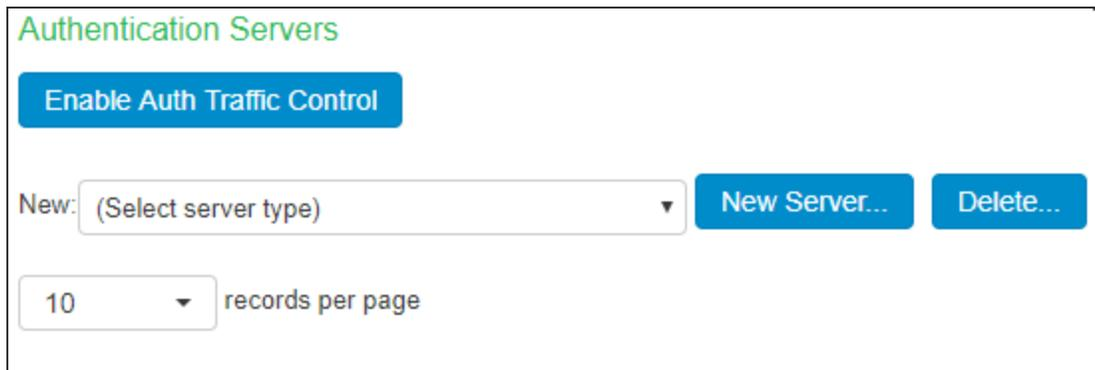 Authentication Servers
Enable Auth Traffic Control
New: (Select server type) New Server... Delete...
10 records per page